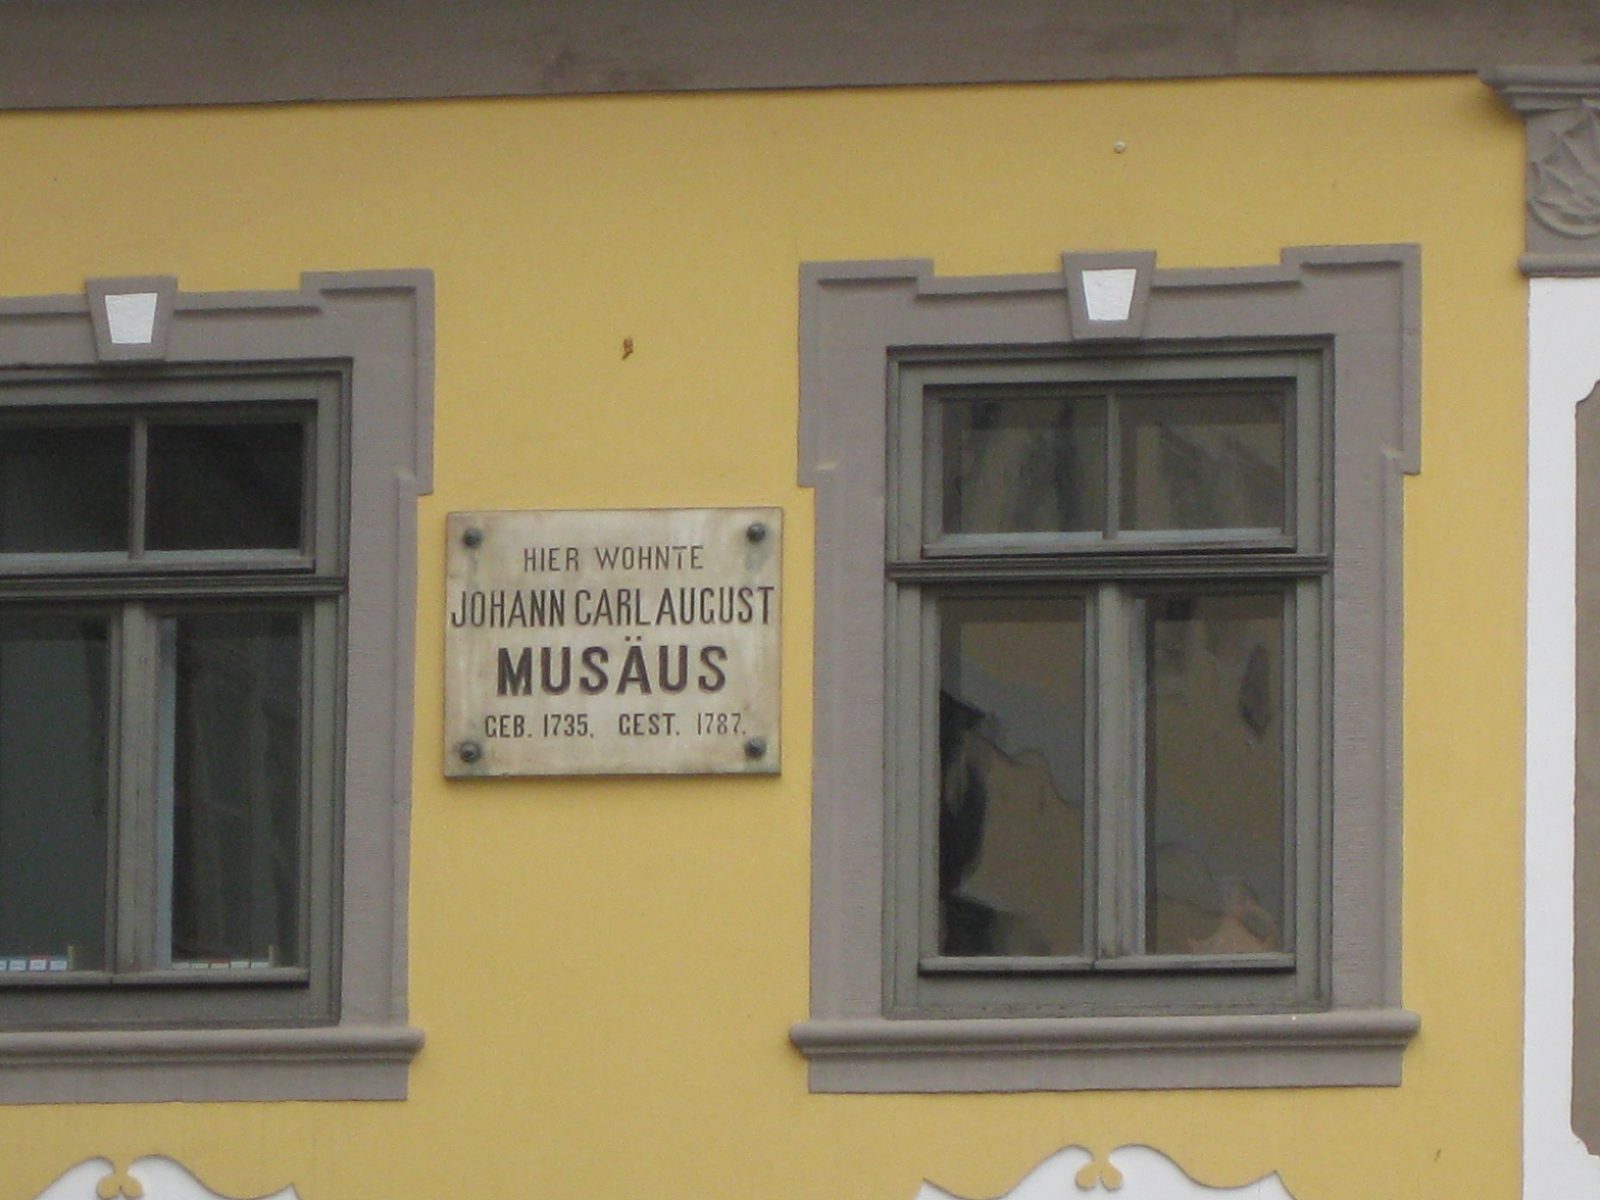 HIER WOHNTE
JOHANN CARL AUGUST
MUSÄUS
GEB. 1735. GEST. 1787.